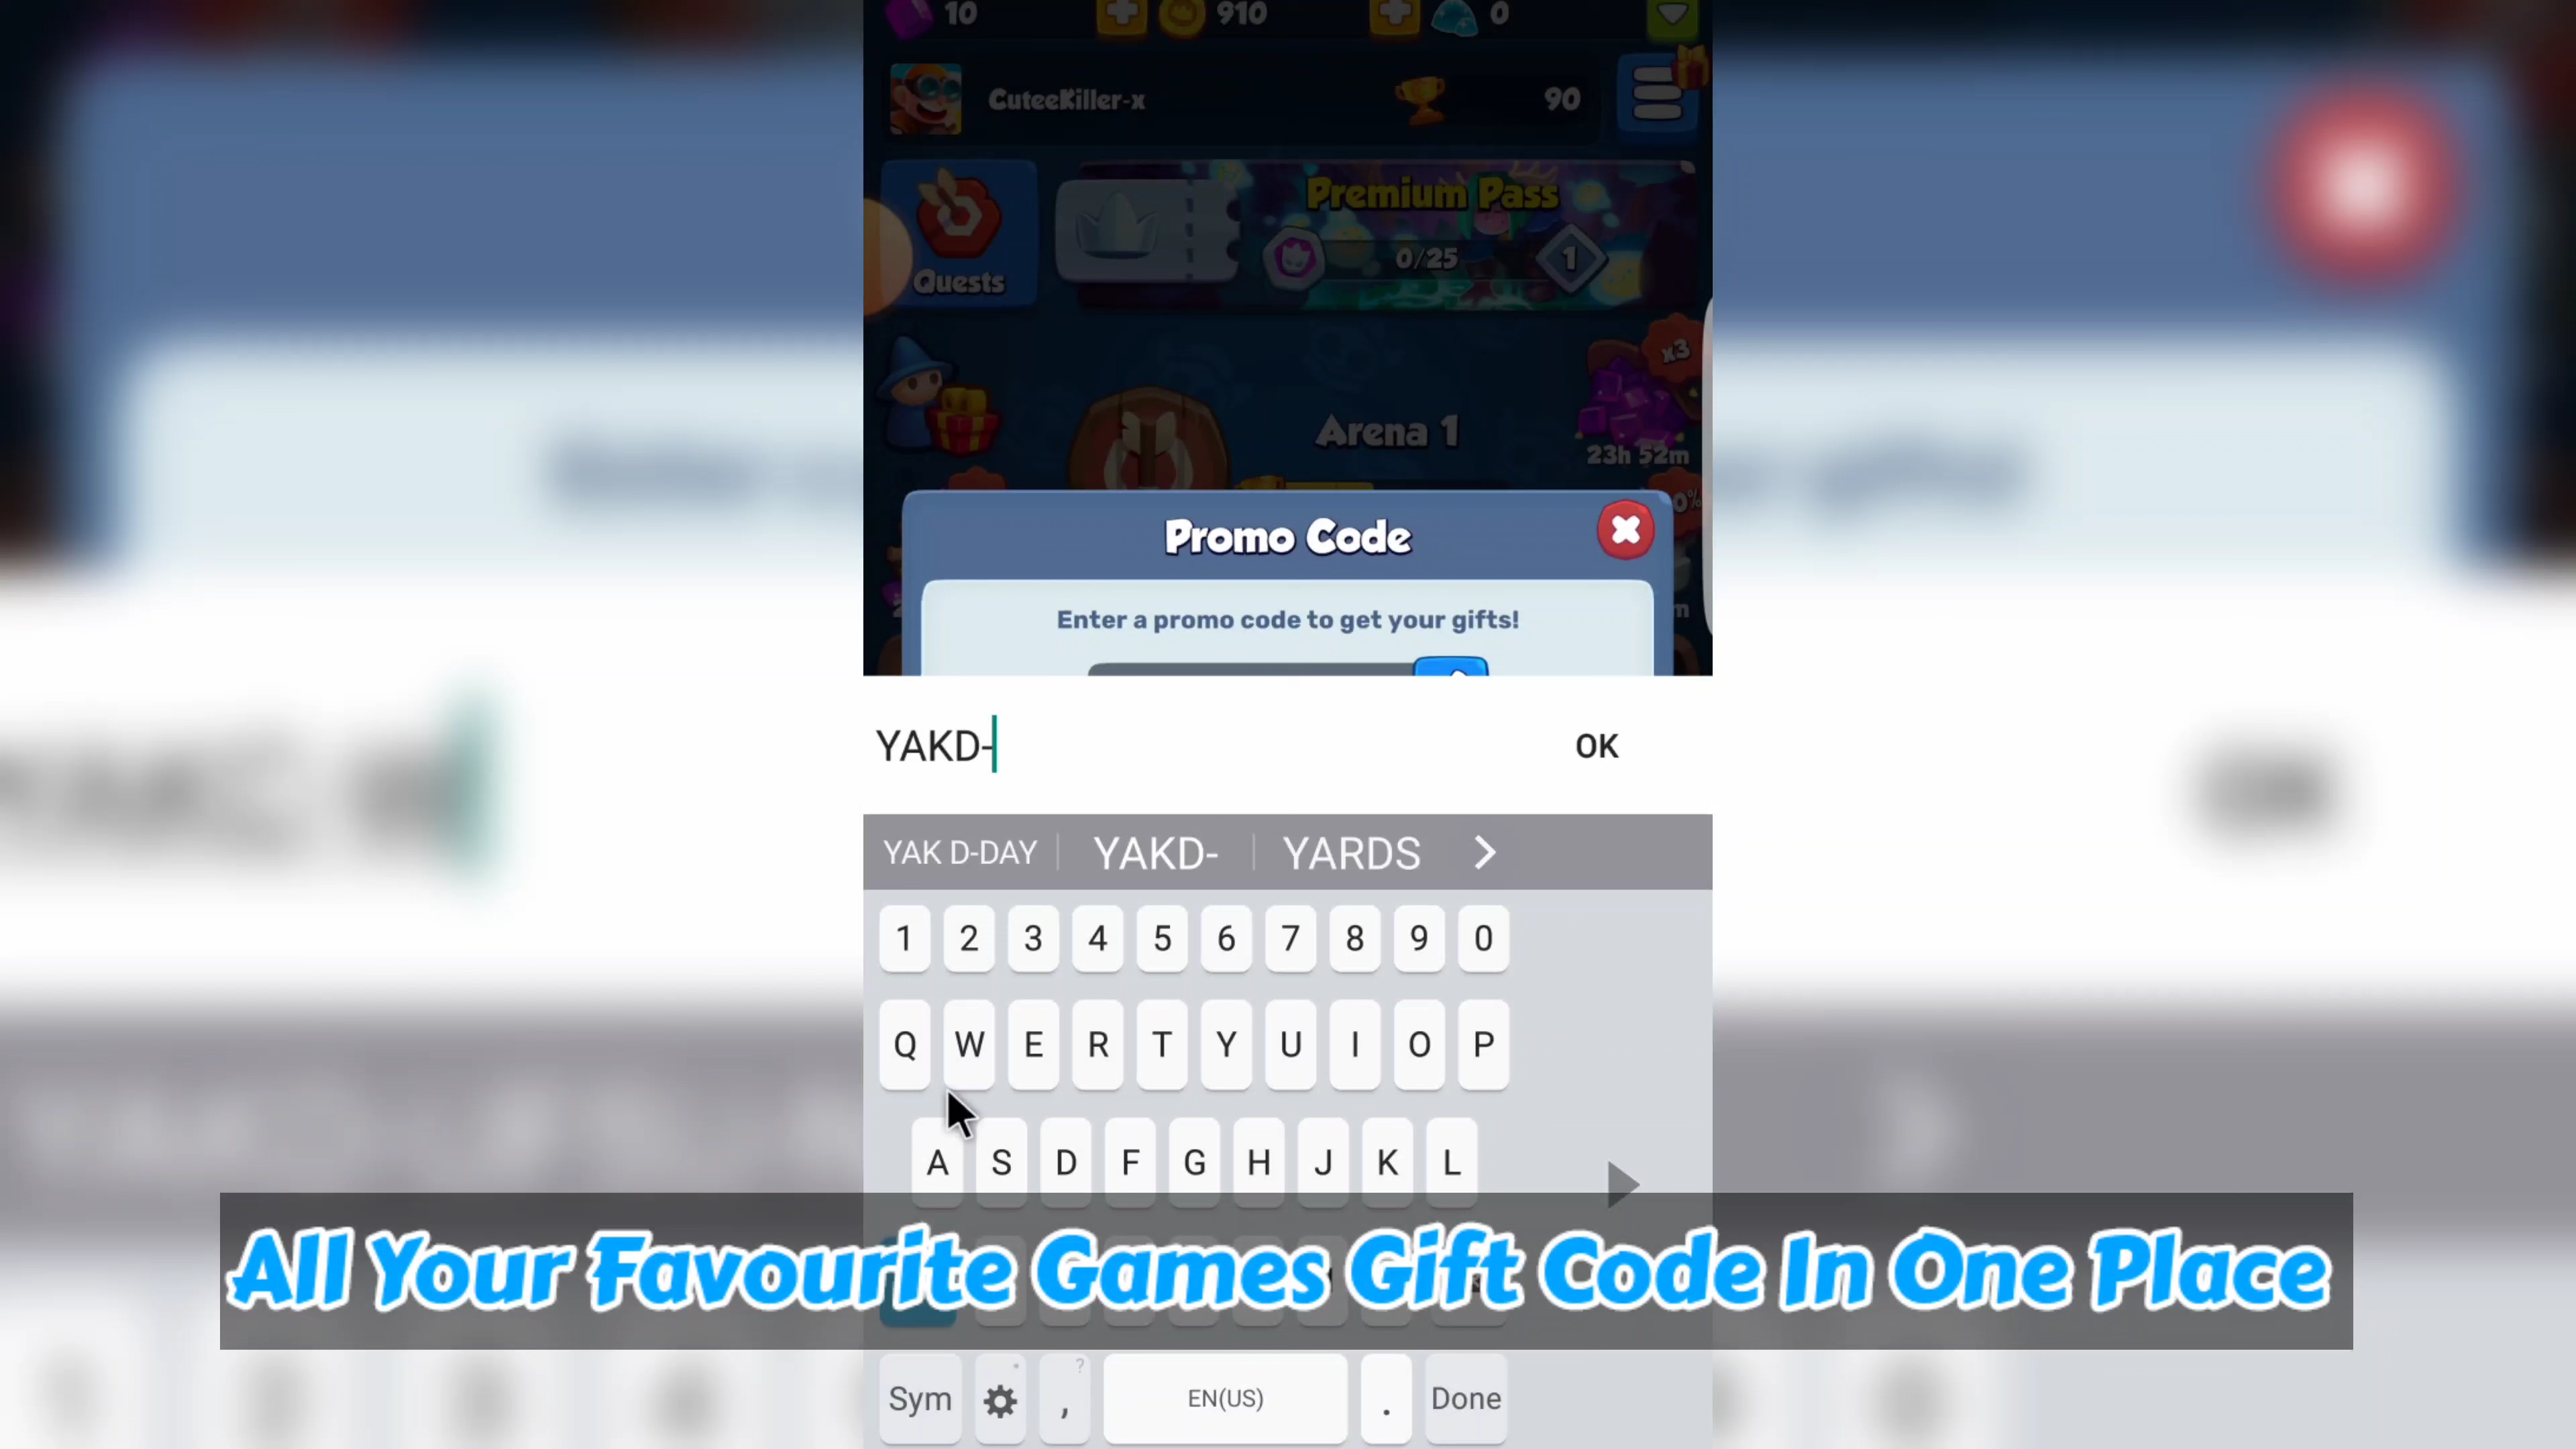 10 910 0
CuteeKiller-x 90
Premium Pass
0/25 1
Quests
x3
Arena 1
23h 52m
0%
Promo Code
Enter a promo code to get your gifts!
YAKD- OK
YAK D-DAY YAKD- YARDS
1 2 3 4 5 6 7 8 9 0
Q W E R T Y U I O P
A S D F G H J K L
All Your Favourite Games Gift Code In One Place
Sym , ? EN(US) . Done